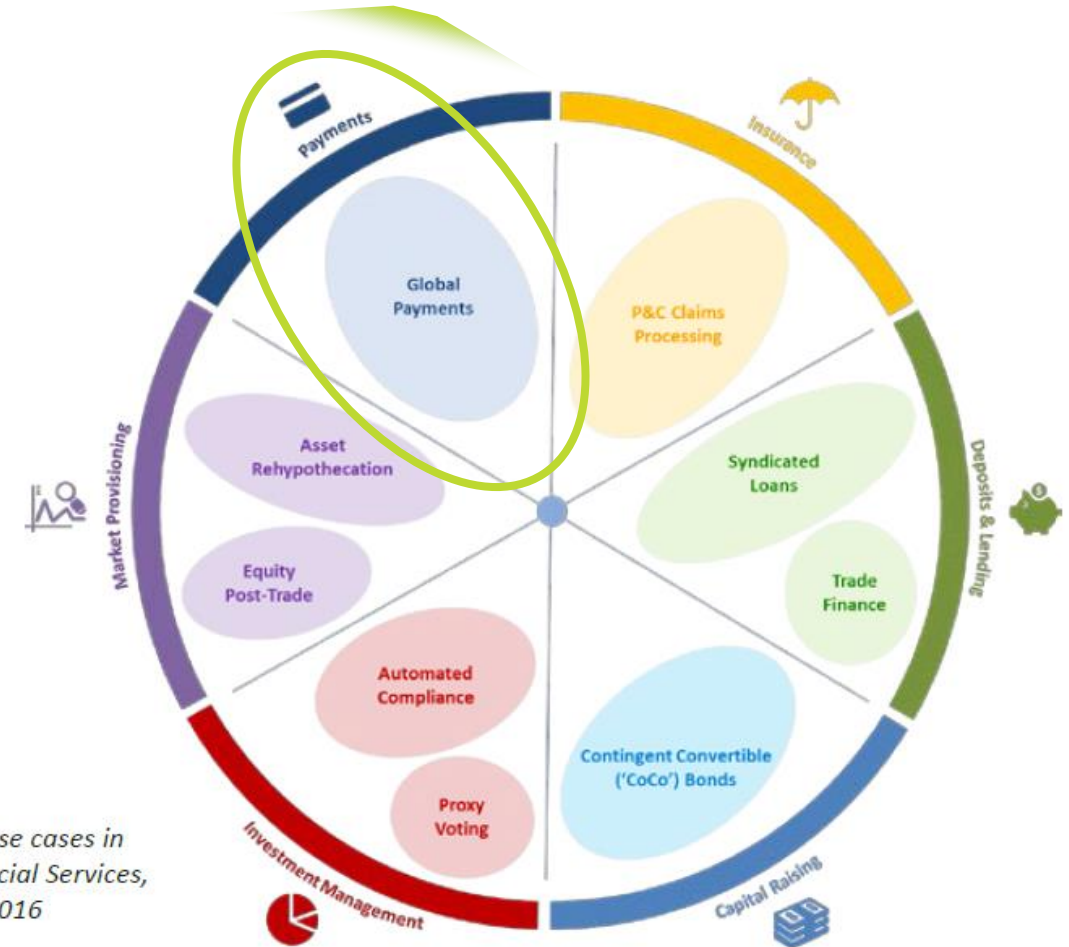 Payments
Global
Payments
Insurance
P&C Claims
Processing
Deposits & Lending
Syndicated
Loans
Trade
Finance
Capital Raising
Contingent Convertible
('CoCo') Bonds
Investment Management
Automated
Compliance
Proxy
Voting
Market Provisioning
Asset
Rehypothecation
Equity
Post-Trade
se cases in
cial Services,
016